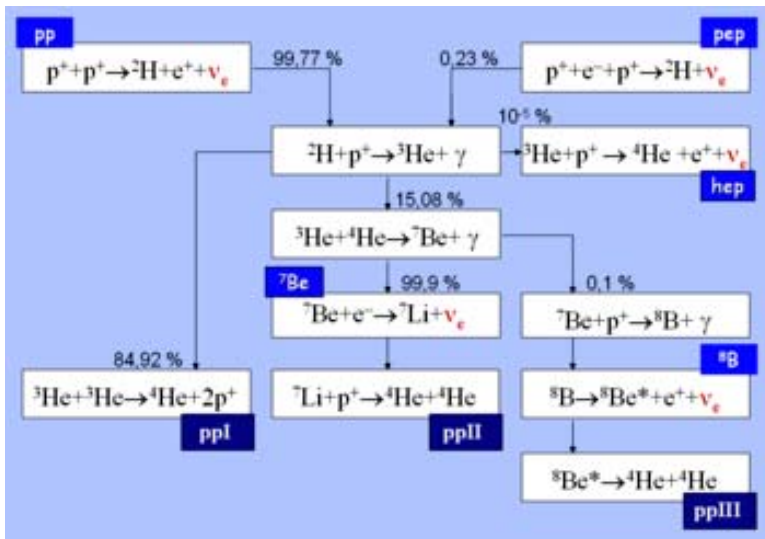 pp
pep
p⁺+p⁺→²H+e⁺+νₑ
99,77 %
0,23 %
p⁺+e⁻+p⁺→²H+νₑ
10⁻⁵ %
²H+p⁺→³He+ γ
³He+p⁺→ ⁴He +e⁺+νₑ
hep
15,08 %
³He+⁴He→⁷Be+ γ
⁷Be
99,9 %
0,1 %
⁷Be+e⁻→⁷Li+νₑ
⁷Be+p⁺→⁸B+ γ
84,92 %
⁸B
³He+³He→⁴He+2p⁺
⁷Li+p⁺→⁴He+⁴He
⁸B→⁸Be*+e⁺+νₑ
ppI
ppII
⁸Be*→⁴He+⁴He
ppIII